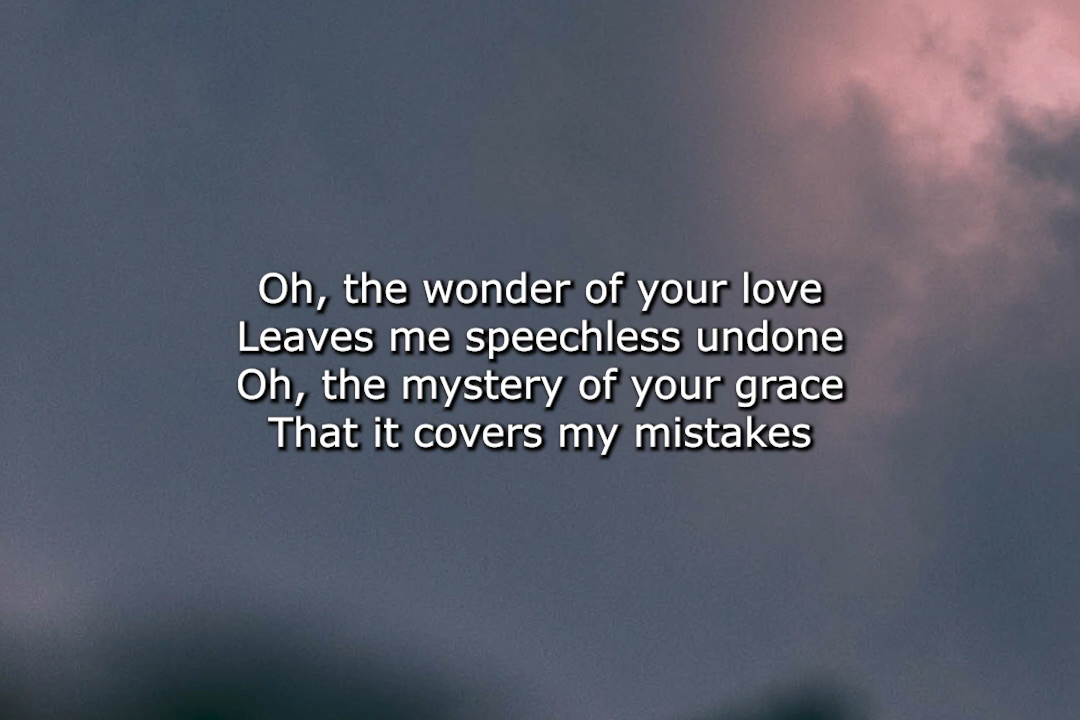 Oh, the wonder of your love
Leaves me speechless undone
Oh, the mystery of your grace
That it covers my mistakes